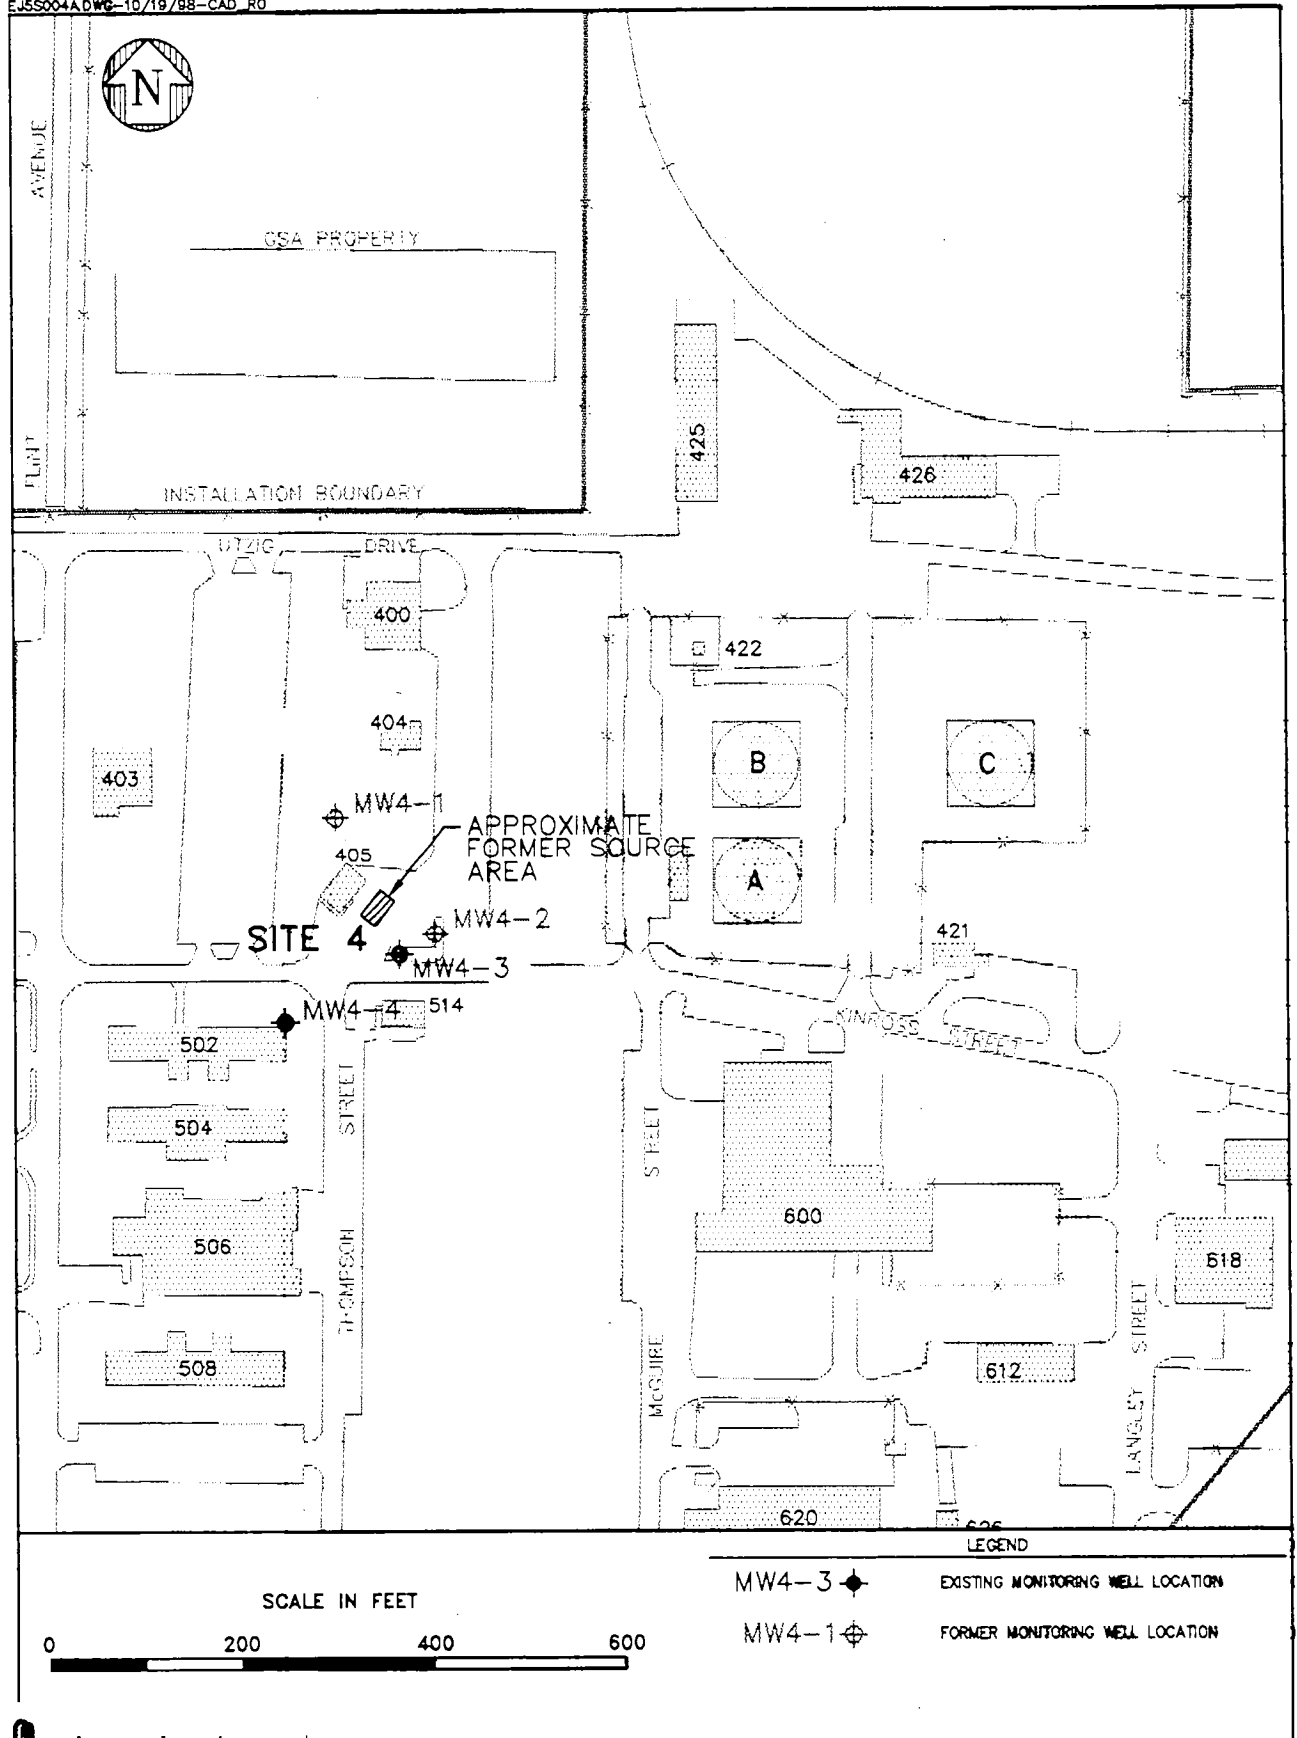 EJ5S004A.DWG-10/19/98-CAD_RO
N
AVENUE
GSA PROPERTY
425
FLINT
426
INSTALLATION BOUNDARY
UTZIG DRIVE
400
422
404
403
B
C
MW4-1
APPROXIMATE
FORMER SOURCE
AREA
405
A
MW4-2
SITE 4
421
MW4-3
MW4-4
514
KINROSS STREET
502
STREET
STREET
504
600
506
618
THOMPSON
STREET
508
McGUIRE
612
LANGLEY
620
626
LEGEND
MW4-3 EXISTING MONITORING WELL LOCATION
SCALE IN FEET
MW4-1 FORMER MONITORING WELL LOCATION
0 200 400 600